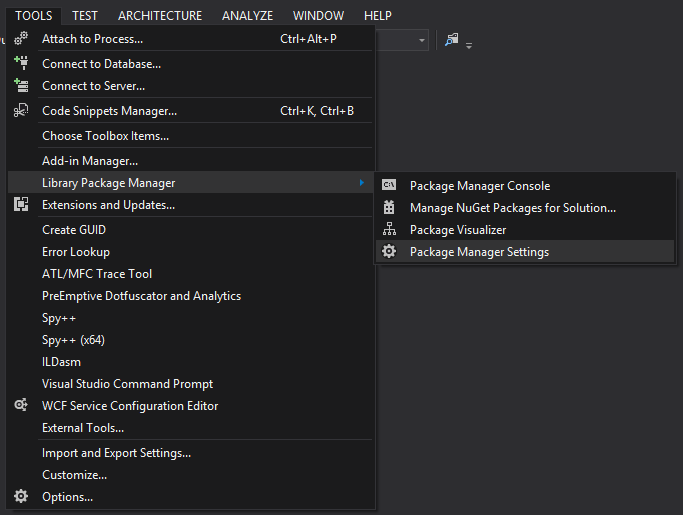 TOOLS TEST ARCHITECTURE ANALYZE WINDOW HELP
Attach to Process... Ctrl+Alt+P
Connect to Database...
Connect to Server...
Code Snippets Manager... Ctrl+K, Ctrl+B
Choose Toolbox Items...
Add-in Manager...
Library Package Manager
Extensions and Updates...
Create GUID
Error Lookup
ATL/MFC Trace Tool
PreEmptive Dotfuscator and Analytics
Spy++
Spy++ (x64)
ILDasm
Visual Studio Command Prompt
WCF Service Configuration Editor
External Tools...
Import and Export Settings...
Customize...
Options...
C:\ Package Manager Console
Manage NuGet Packages for Solution...
Package Visualizer
Package Manager Settings